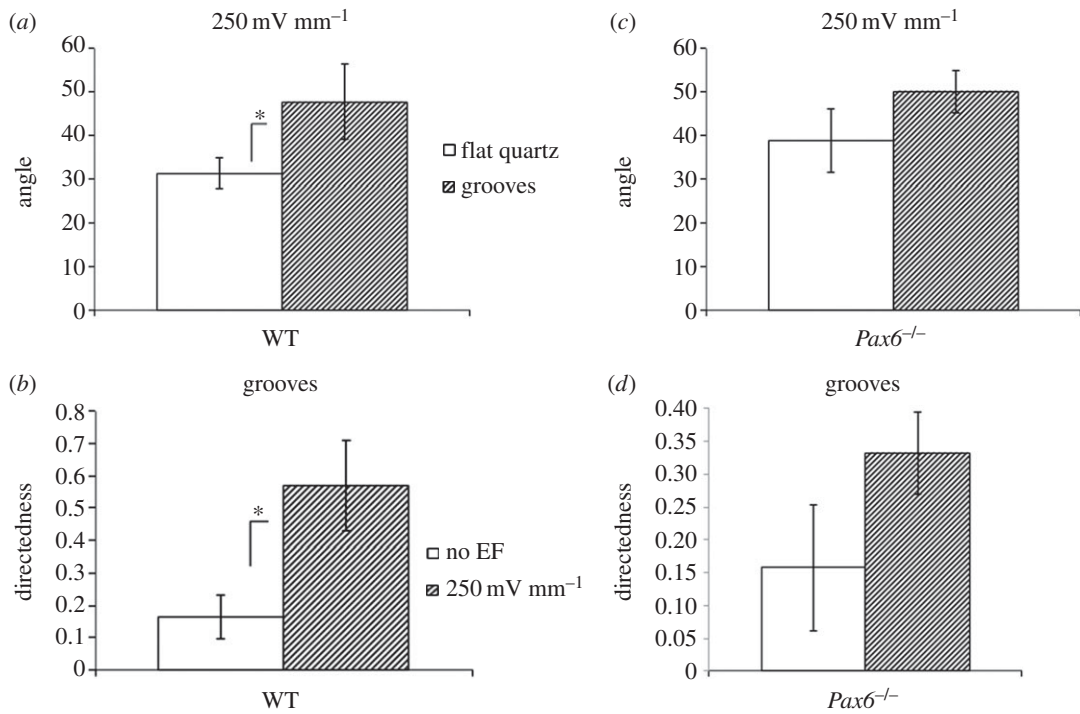 (a)
250 mV mm⁻¹
60
50
40
30
20
10
0
angle
*
WT
flat quartz
grooves
(c)
250 mV mm⁻¹
60
50
40
30
20
10
0
angle
Pax6⁻/⁻
(b)
grooves
0.8
0.7
0.6
0.5
0.4
0.3
0.2
0.1
0
directedness
*
WT
no EF
250 mV mm⁻¹
(d)
grooves
0.40
0.35
0.30
0.25
0.20
0.15
0.10
0.05
0
directedness
Pax6⁻/⁻